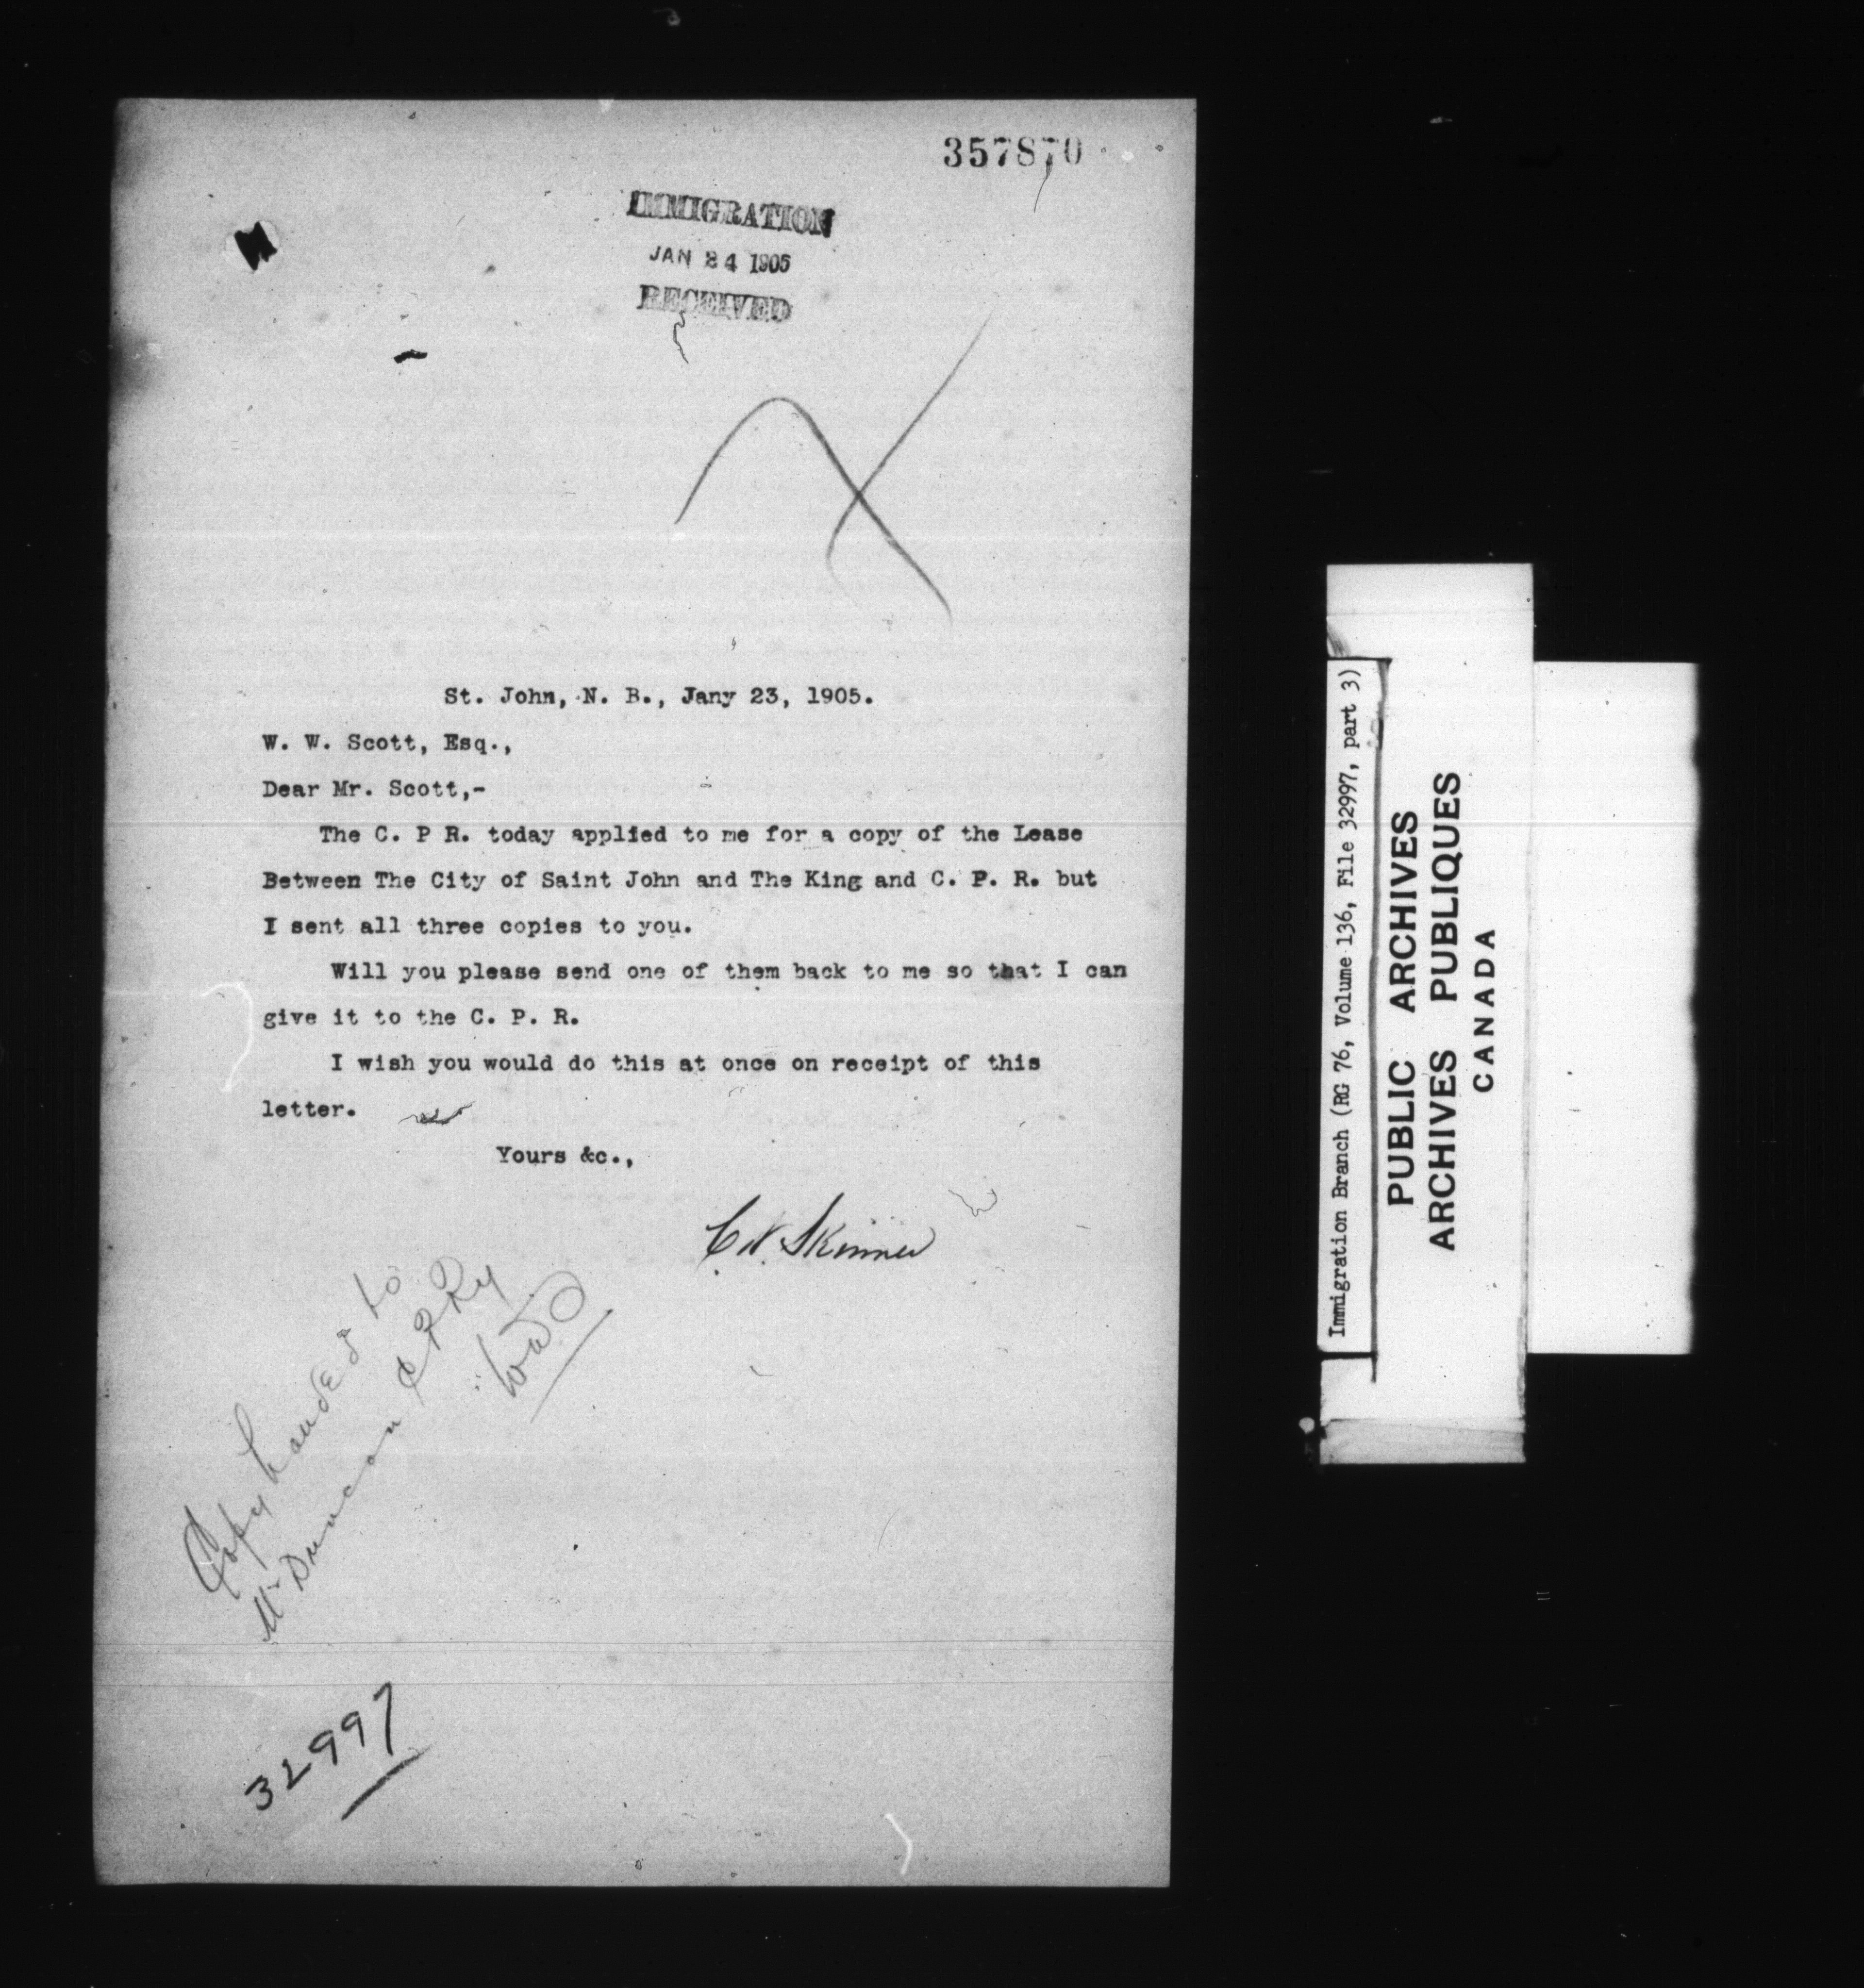 357870
IMMIGRATION
JAN 24 1905
RECEIVED
St. John, N. B., Jany 23, 1905.
W. W. Scott, Esq.,
Dear Mr. Scott,-
The C. P R. today applied to me for a copy of the Lease
Between The City of Saint John and The King and C. P. R. but
I sent all three copies to you.
Will you please send one of them back to me so that I can
give it to the C. P. R.
I wish you would do this at once on receipt of this
letter.
Yours &c.,
C. N. Skinner
Copy handed to
Mr Duncan C P Ry
32997
Immigration Branch (RG 76, Volume 136, File 32997, part 3)
PUBLIC ARCHIVES
ARCHIVES PUBLIQUES
CANADA